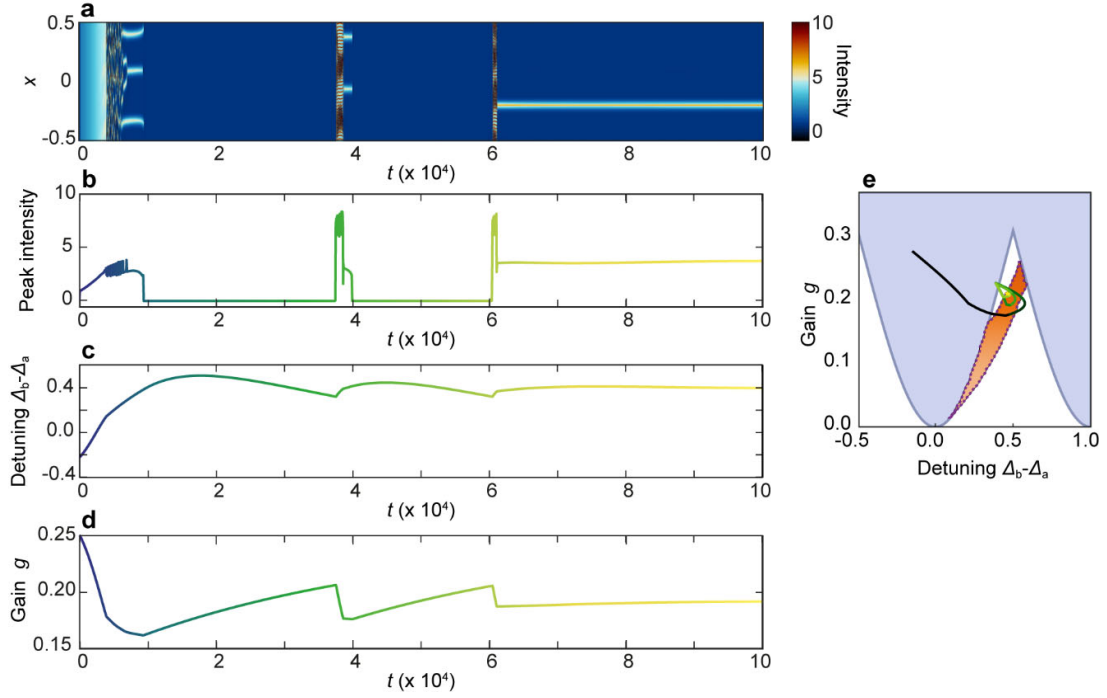 a
0.5
0
-0.5
x
0 2 4 6 8 10
t (x 10⁴)
10
5
0
Intensity
b
10
5
0
Peak intensity
0 2 4 6 8 10
t (x 10⁴)
c
0.4
0.0
-0.4
Detuning Δb-Δa
0 2 4 6 8 10
t (x 10⁴)
d
0.25
0.20
0.15
Gain g
0 2 4 6 8 10
t (x 10⁴)
e
0.3
0.2
0.1
0.0
Gain g
-0.5 0.0 0.5 1.0
Detuning Δb-Δa